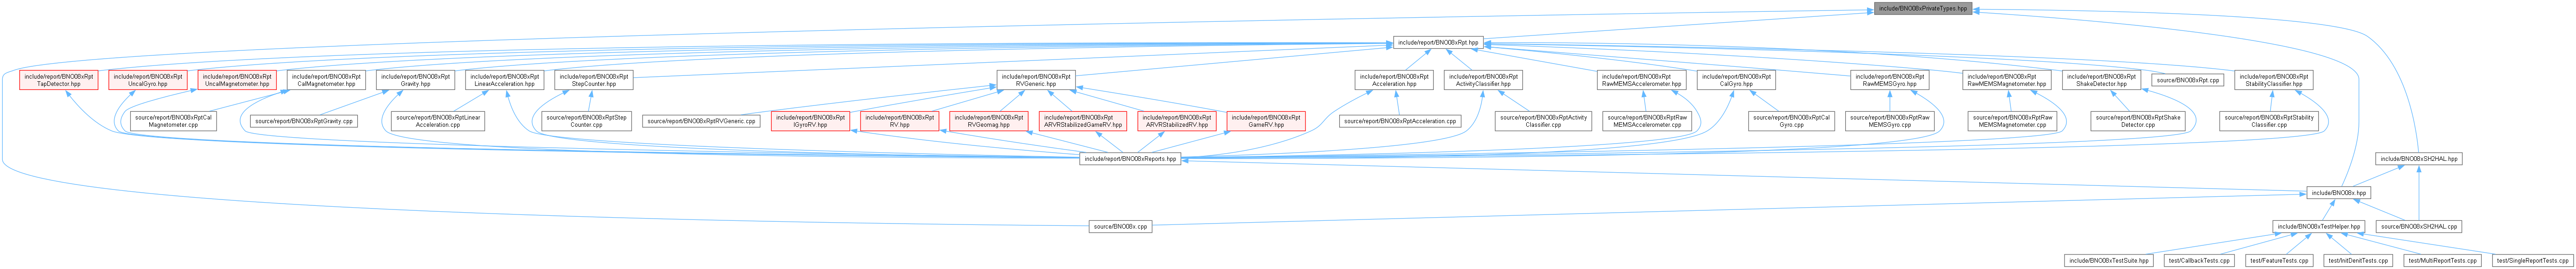 include/BNO08xPrivateTypes.hpp
include/report/BNO08xRpt.hpp
include/report/BNO08xRpt
TapDetector.hpp
include/report/BNO08xRpt
UncalGyro.hpp
include/report/BNO08xRpt
UncalMagnetometer.hpp
include/report/BNO08xRpt
CalMagnetometer.hpp
include/report/BNO08xRpt
Gravity.hpp
include/report/BNO08xRpt
LinearAcceleration.hpp
include/report/BNO08xRpt
StepCounter.hpp
include/report/BNO08xRpt
RVGeneric.hpp
include/report/BNO08xRpt
Acceleration.hpp
include/report/BNO08xRpt
ActivityClassifier.hpp
include/report/BNO08xRpt
RawMEMSAccelerometer.hpp
include/report/BNO08xRpt
CalGyro.hpp
include/report/BNO08xRpt
RawMEMSGyro.hpp
include/report/BNO08xRpt
RawMEMSMagnetometer.hpp
include/report/BNO08xRpt
ShakeDetector.hpp
source/BNO08xRpt.cpp
include/report/BNO08xRpt
StabilityClassifier.hpp
source/report/BNO08xRptCal
Magnetometer.cpp
source/report/BNO08xRptGravity.cpp
source/report/BNO08xRptLinear
Acceleration.cpp
source/report/BNO08xRptStep
Counter.cpp
source/report/BNO08xRptRVGeneric.cpp
include/report/BNO08xRpt
IGyroRV.hpp
include/report/BNO08xRpt
RV.hpp
include/report/BNO08xRpt
RVGeomag.hpp
include/report/BNO08xRpt
ARVRStabilizedGameRV.hpp
include/report/BNO08xRpt
ARVRStabilizedRV.hpp
include/report/BNO08xRpt
GameRV.hpp
source/report/BNO08xRptAcceleration.cpp
source/report/BNO08xRptActivity
Classifier.cpp
source/report/BNO08xRptRaw
MEMSAccelerometer.cpp
source/report/BNO08xRptCal
Gyro.cpp
source/report/BNO08xRptRaw
MEMSGyro.cpp
source/report/BNO08xRptRaw
MEMSMagnetometer.cpp
source/report/BNO08xRptShake
Detector.cpp
source/report/BNO08xRptStability
Classifier.cpp
include/report/BNO08xReports.hpp
include/BNO08xSH2HAL.hpp
include/BNO08x.hpp
source/BNO08x.cpp
include/BNO08xTestHelper.hpp
source/BNO08xSH2HAL.cpp
include/BNO08xTestSuite.hpp
test/CallbackTests.cpp
test/FeatureTests.cpp
test/InitDenitTests.cpp
test/MultiReportTests.cpp
test/SingleReportTests.cpp